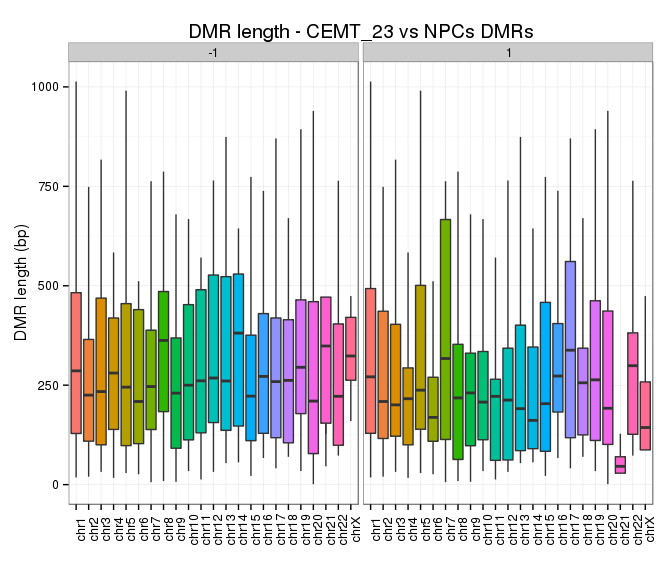 DMR length - CEMT_23 vs NPCs DMRs
-1 1
DMR length (bp)
1000
750
500
250
0
chr1 chr2 chr3 chr4 chr5 chr6 chr7 chr8 chr9 chr10 chr11 chr12 chr13 chr14 chr15 chr16 chr17 chr18 chr19 chr20 chr21 chr22 chrX chr1 chr2 chr3 chr4 chr5 chr6 chr7 chr8 chr9 chr10 chr11 chr12 chr13 chr14 chr15 chr16 chr17 chr18 chr19 chr20 chr21 chr22 chrX